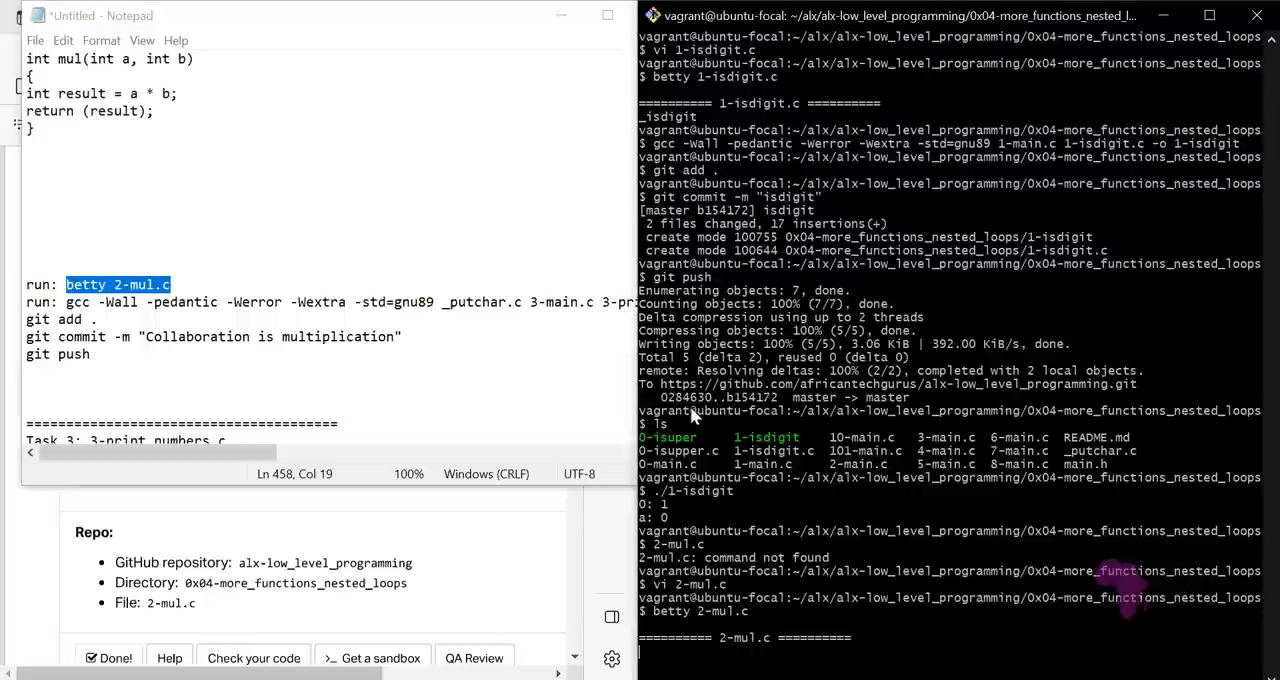 *Untitled - Notepad
File Edit Format View Help
int mul(int a, int b)
{
int result = a * b;
return (result);
}
run: betty 2-mul.c
run: gcc -Wall -pedantic -Werror -Wextra -std=gnu89 _putchar.c 3-main.c 3-pri
git add .
git commit -m "Collaboration is multiplication"
git push
=====================================
Task 3: 3-print_numbers.c
Ln 458, Col 19 100% Windows (CRLF) UTF-8
Repo:
GitHub repository: alx-low_level_programming
Directory: 0x04-more_functions_nested_loops
File: 2-mul.c
Done! Help Check your code >_ Get a sandbox QA Review
vagrant@ubuntu-focal: ~/alx/alx-low_level_programming/0x04-more_functions_nested_l...
vagrant@ubuntu-focal:~/alx/alx-low_level_programming/0x04-more_functions_nested_loops
$ vi 1-isdigit.c
vagrant@ubuntu-focal:~/alx/alx-low_level_programming/0x04-more_functions_nested_loops
$ betty 1-isdigit.c
========== 1-isdigit.c ==========
_isdigit
vagrant@ubuntu-focal:~/alx/alx-low_level_programming/0x04-more_functions_nested_loops
$ gcc -Wall -pedantic -Werror -Wextra -std=gnu89 1-main.c 1-isdigit.c -o 1-isdigit
vagrant@ubuntu-focal:~/alx/alx-low_level_programming/0x04-more_functions_nested_loops
$ git add .
vagrant@ubuntu-focal:~/alx/alx-low_level_programming/0x04-more_functions_nested_loops
$ git commit -m "isdigit"
[master b154172] isdigit
2 files changed, 17 insertions(+)
create mode 100755 0x04-more_functions_nested_loops/1-isdigit
create mode 100644 0x04-more_functions_nested_loops/1-isdigit.c
vagrant@ubuntu-focal:~/alx/alx-low_level_programming/0x04-more_functions_nested_loops
$ git push
Enumerating objects: 7, done.
Counting objects: 100% (7/7), done.
Delta compression using up to 2 threads
Compressing objects: 100% (5/5), done.
Writing objects: 100% (5/5), 3.06 KiB | 392.00 KiB/s, done.
Total 5 (delta 2), reused 0 (delta 0)
remote: Resolving deltas: 100% (2/2), completed with 2 local objects.
To https://github.com/africantechgurus/alx-low_level_programming.git
0284630..b154172 master -> master
vagrant@ubuntu-focal:~/alx/alx-low_level_programming/0x04-more_functions_nested_loops
$ ls
0-isuper 1-isdigit 10-main.c 3-main.c 6-main.c README.md
0-isupper.c 1-isdigit.c 101-main.c 4-main.c 7-main.c _putchar.c
0-main.c 1-main.c 2-main.c 5-main.c 8-main.c main.h
vagrant@ubuntu-focal:~/alx/alx-low_level_programming/0x04-more_functions_nested_loops
$ ./1-isdigit
0: 1
a: 0
vagrant@ubuntu-focal:~/alx/alx-low_level_programming/0x04-more_functions_nested_loops
$ 2-mul.c
2-mul.c: command not found
vagrant@ubuntu-focal:~/alx/alx-low_level_programming/0x04-more_functions_nested_loops
$ vi 2-mul.c
vagrant@ubuntu-focal:~/alx/alx-low_level_programming/0x04-more_functions_nested_loops
$ betty 2-mul.c
========== 2-mul.c ==========